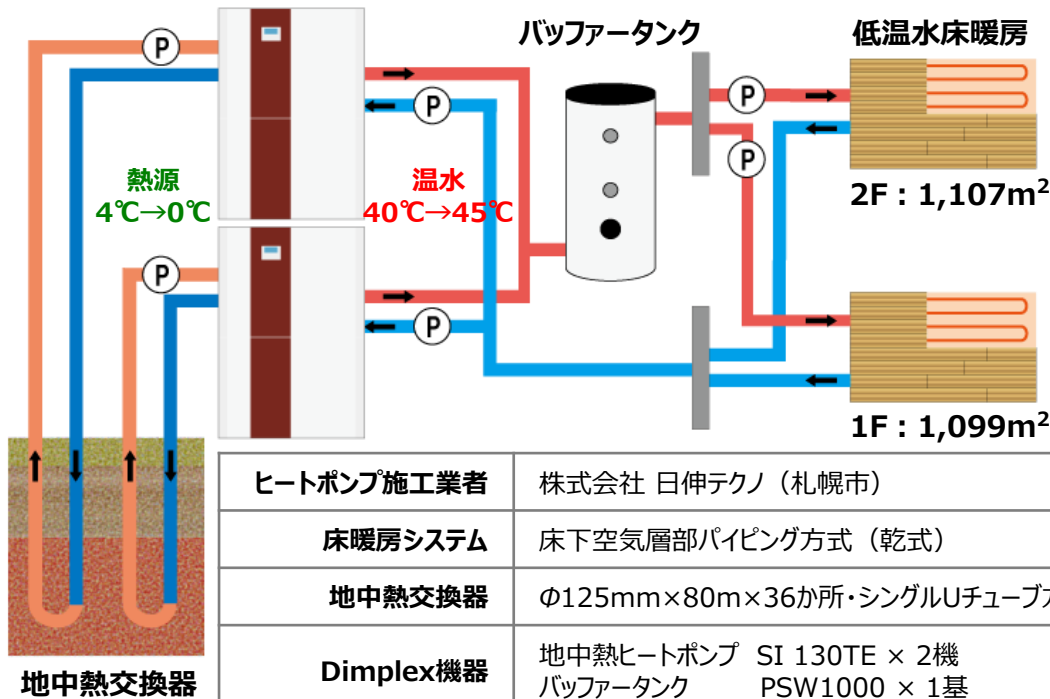 バッファータンク
低温水床暖房
P
P
P
P
熱源
4℃→0℃
温水
40℃→45℃
2F：1,107m²
P
P
1F：1,099m²
地中熱交換器
ヒートポンプ施工業者 株式会社 日伸テクノ（札幌市）
床暖房システム 床下空気層部パイピング方式（乾式）
地中熱交換器 Φ125mm×80m×36か所・シングルUチューブ
Dimplex機器 地中熱ヒートポンプ SI 130TE × 2機
バッファータンク PSW1000 × 1基